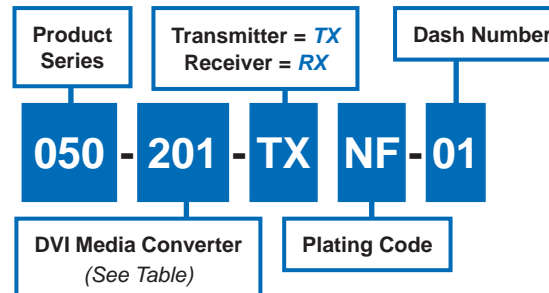 Product
Series
Transmitter = TX
Receiver = RX
Dash Number
050 - 201 - TX NF - 01
DVI Media Converter
(See Table)
Plating Code